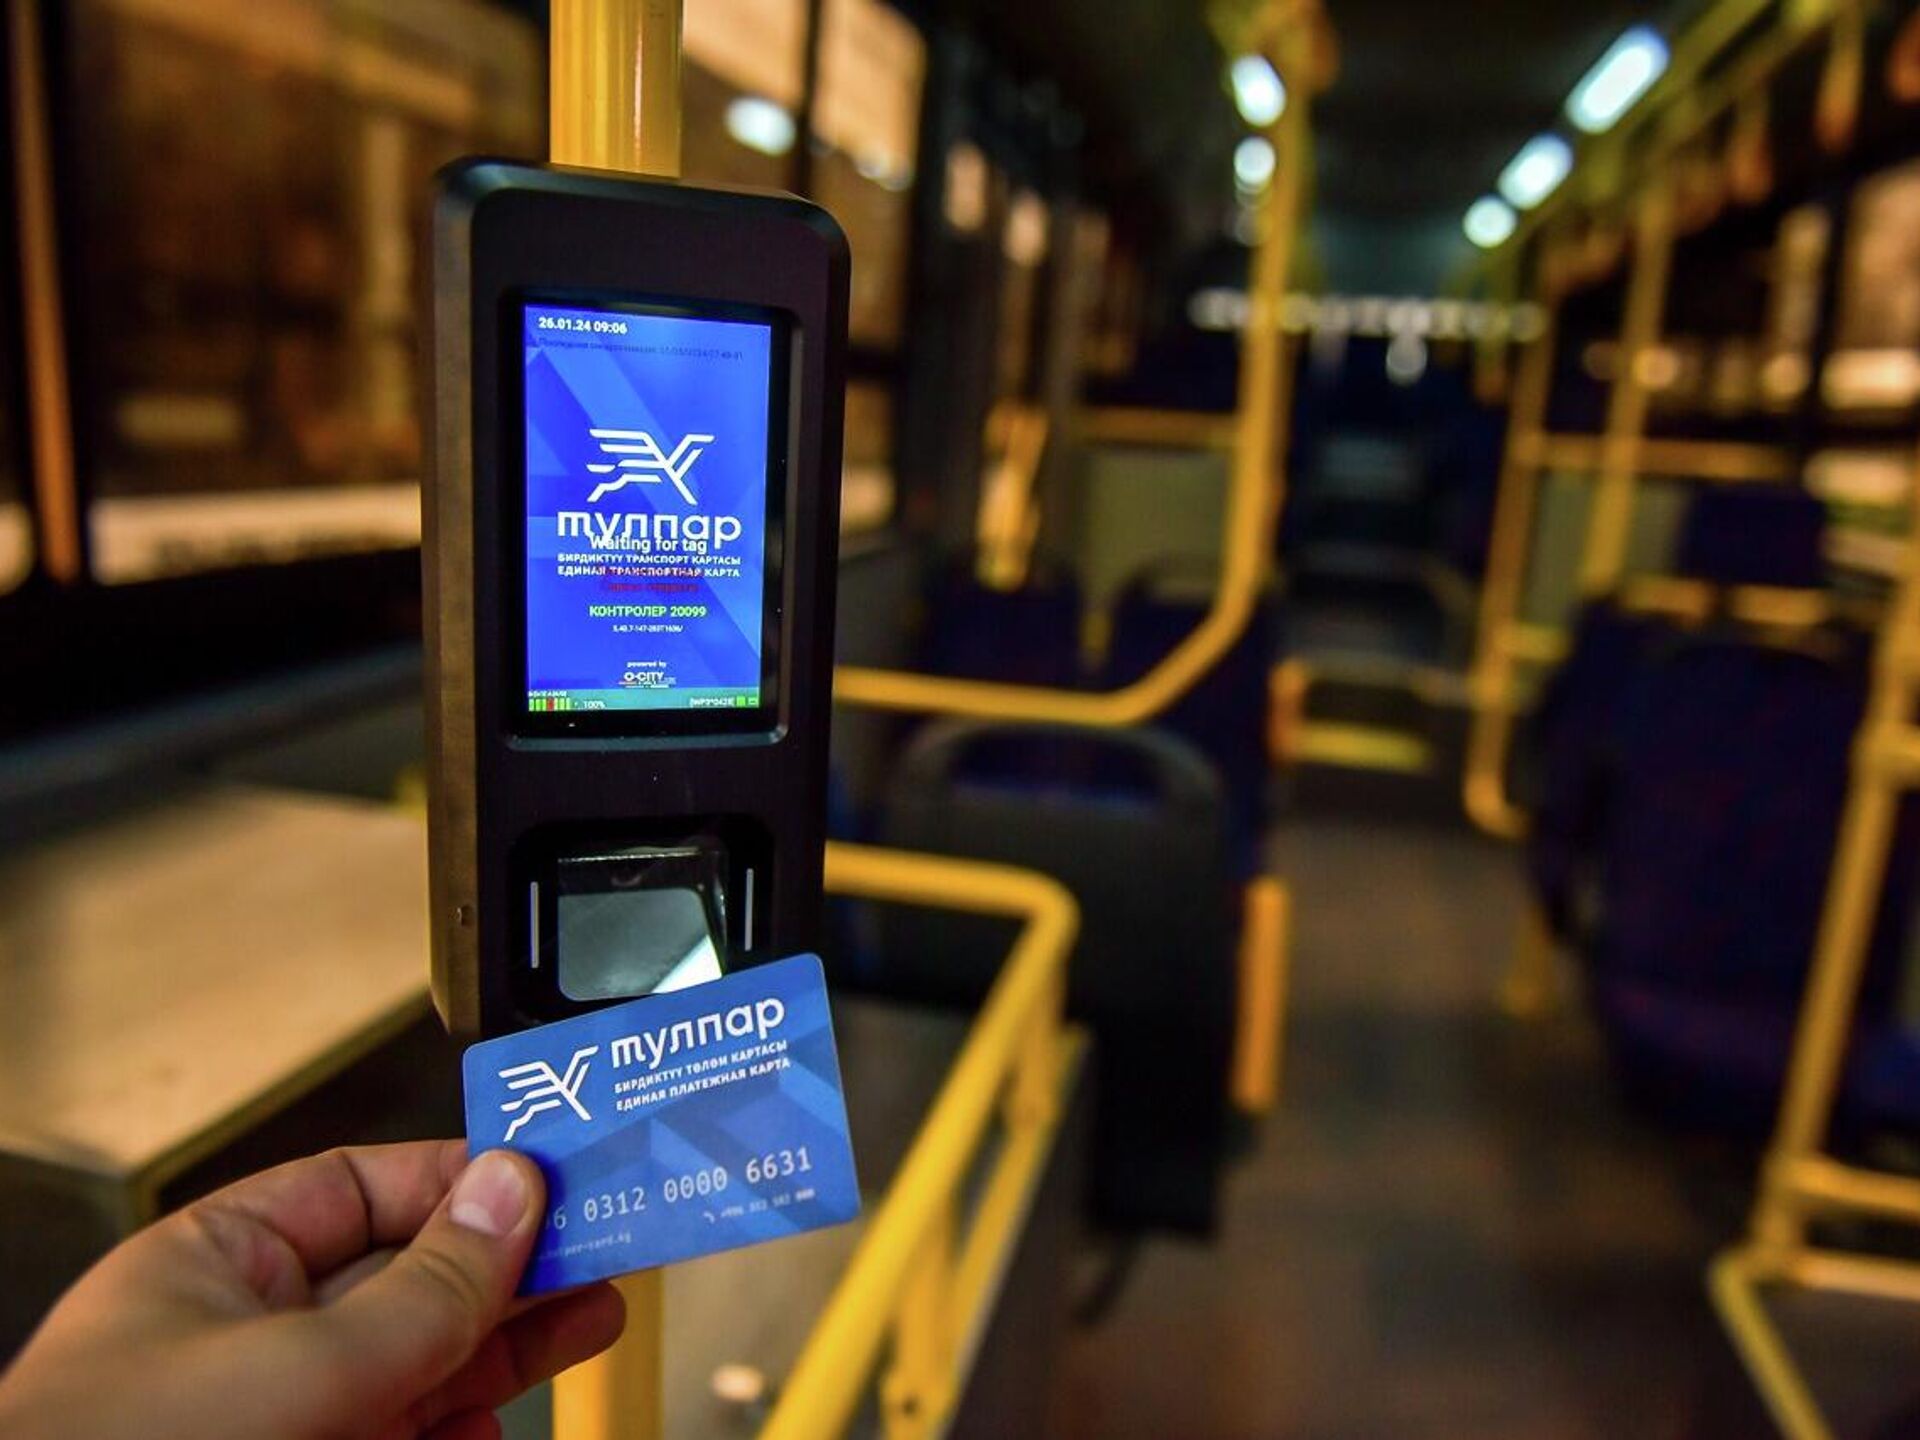 26.01.24 09:06
тулпар
Waiting for tag
БИРДИКТҮҮ ТРАНСПОРТ КАРТАСЫ
ЕДИНАЯ ТРАНСПОРТНАЯ КАРТА
КОНТРОЛЕР 20099
powered by
O-CITY
100%
тулпар
БИРДИКТҮҮ ТӨЛӨМ КАРТАСЫ
ЕДИНАЯ ПЛАТЕЖНАЯ КАРТА
6 0312 0000 6631